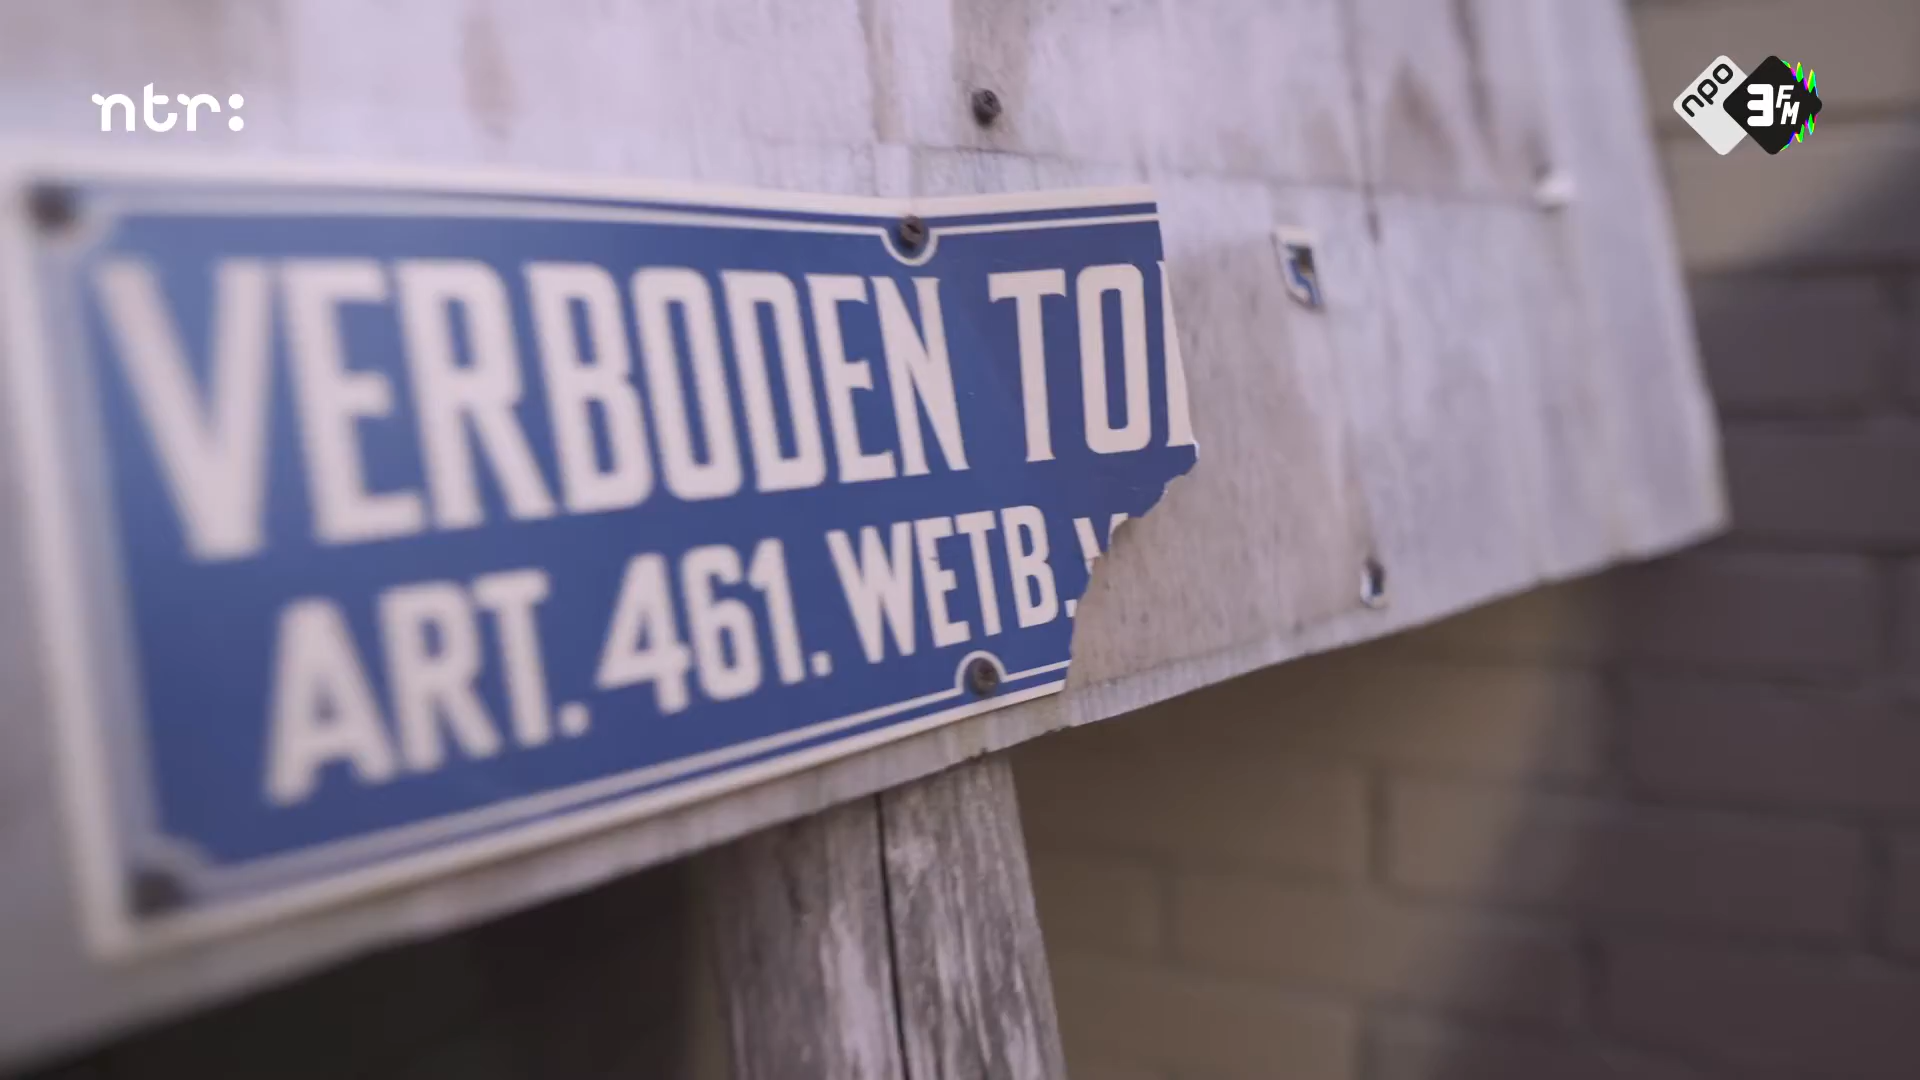 ntr:
npo 3FM
VERBODEN TO
ART. 461. WETB.